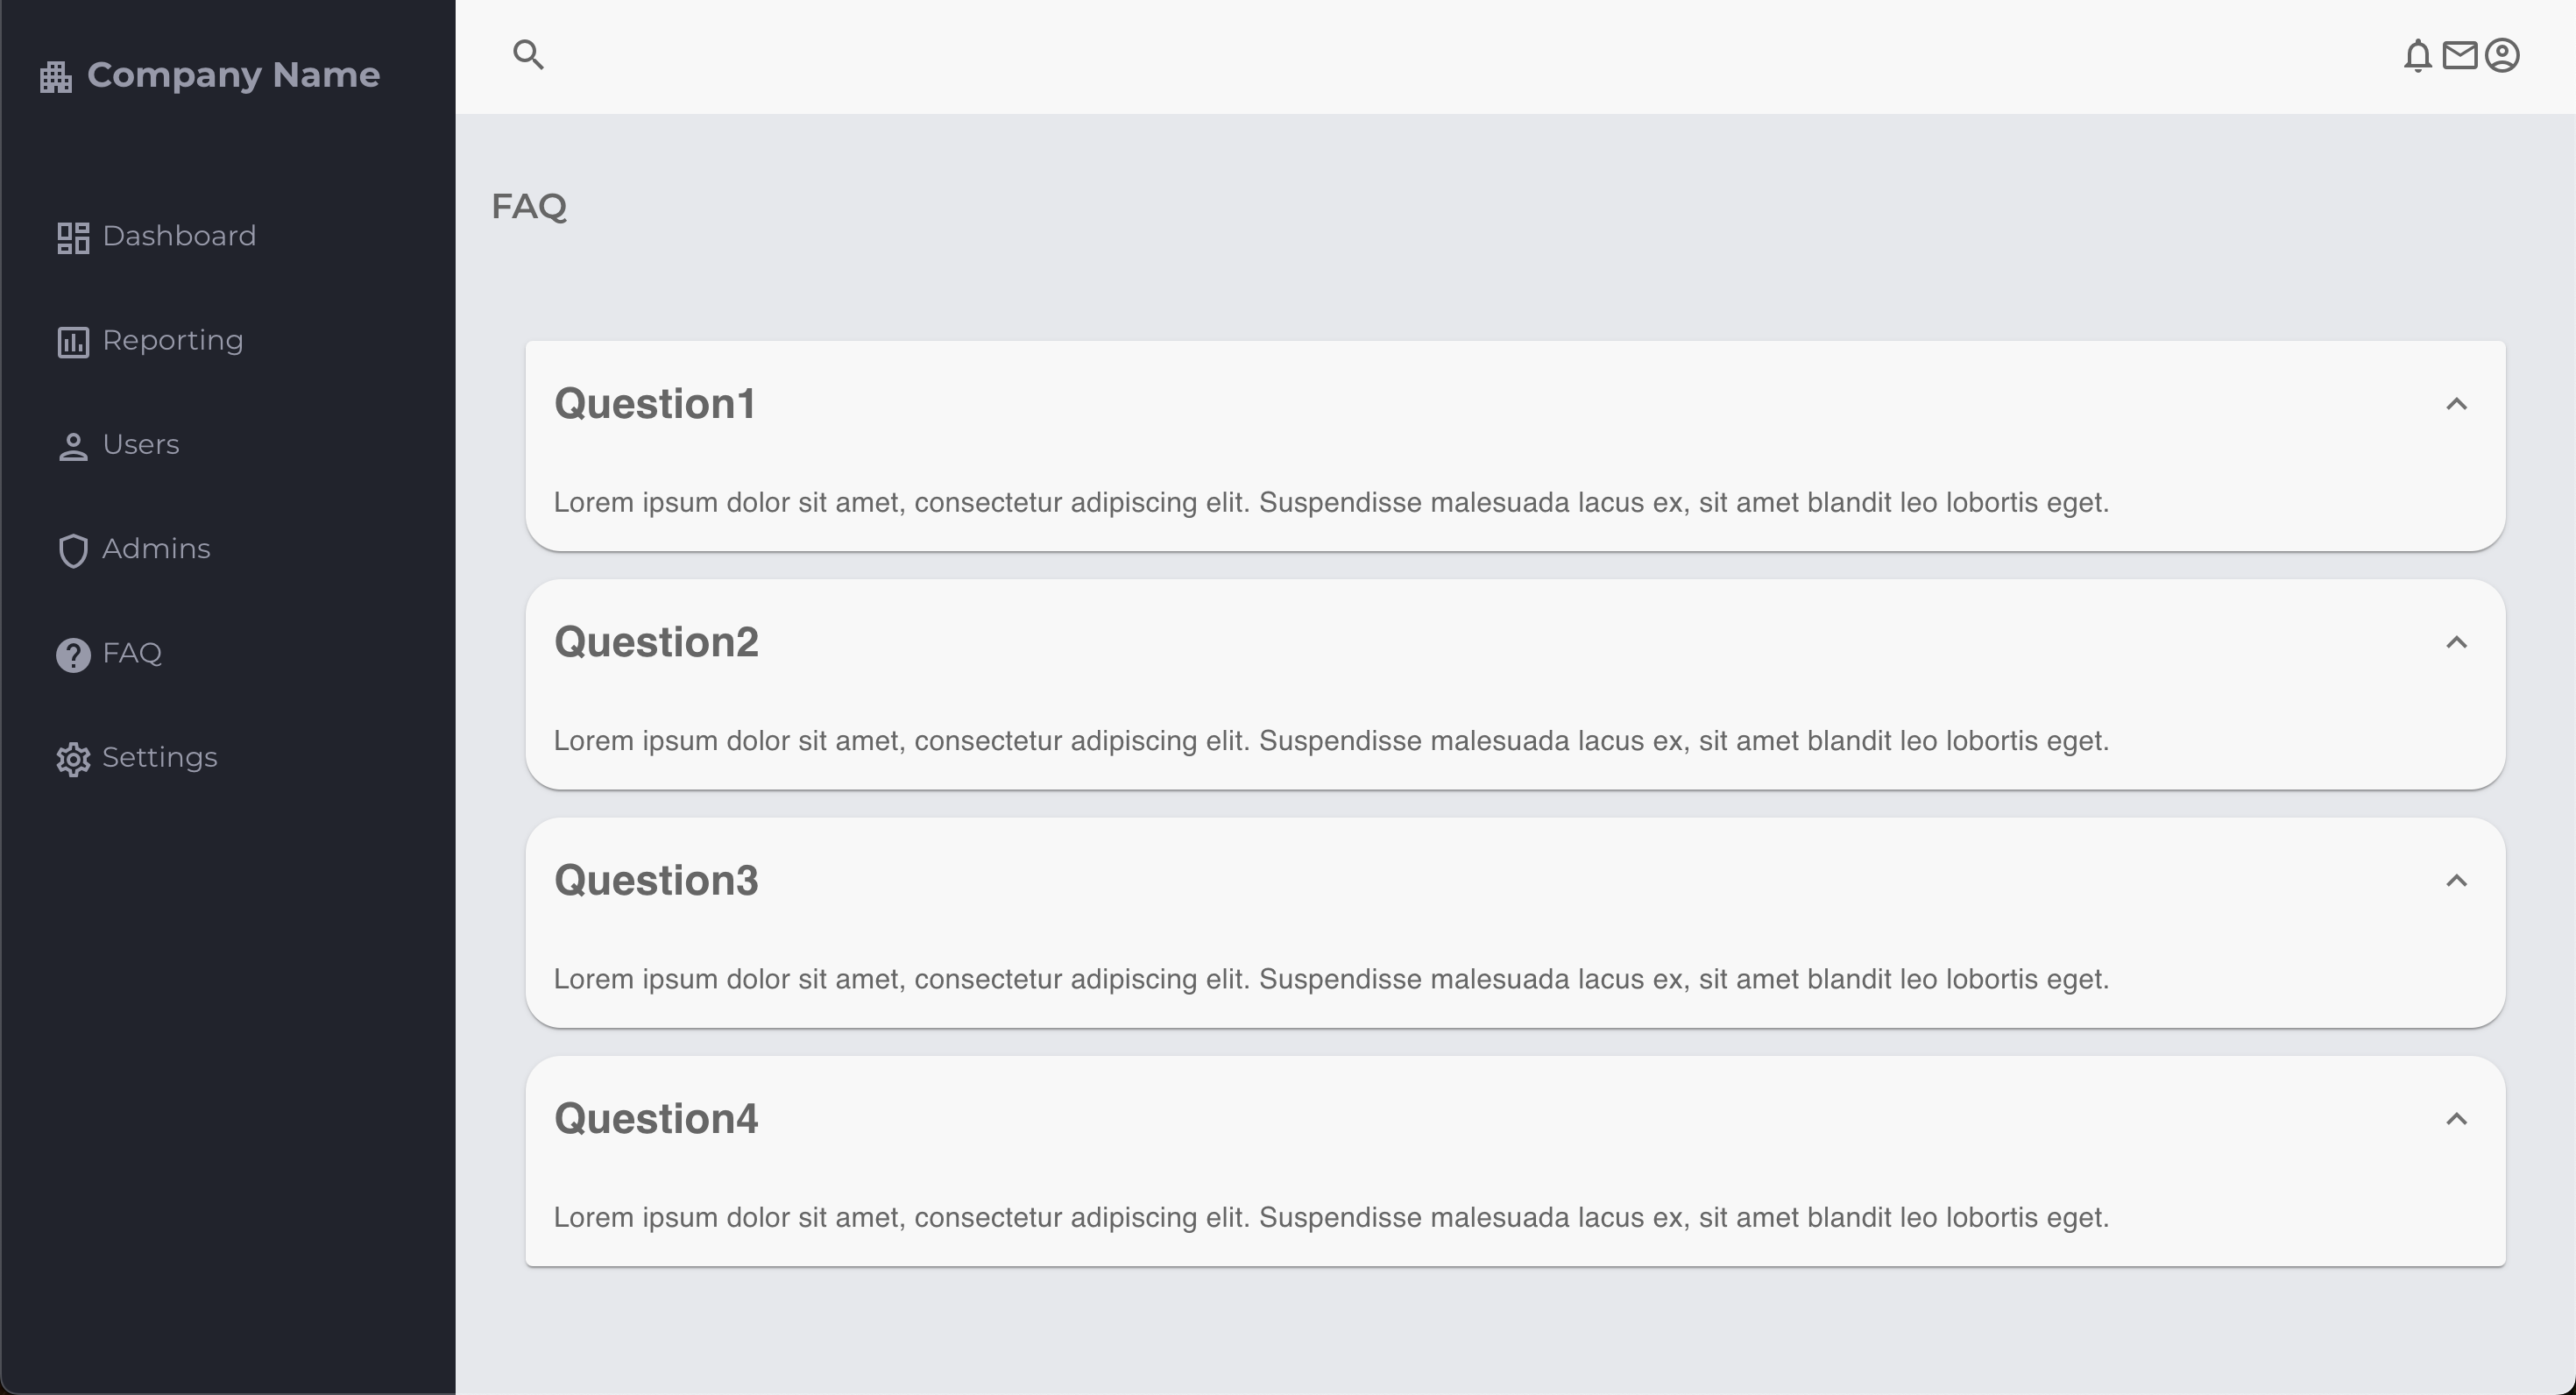 Company Name
Dashboard
Reporting
Users
Admins
FAQ
Settings
FAQ
Question1
Lorem ipsum dolor sit amet, consectetur adipiscing elit. Suspendisse malesuada lacus ex, sit amet blandit leo lobortis eget.
Question2
Lorem ipsum dolor sit amet, consectetur adipiscing elit. Suspendisse malesuada lacus ex, sit amet blandit leo lobortis eget.
Question3
Lorem ipsum dolor sit amet, consectetur adipiscing elit. Suspendisse malesuada lacus ex, sit amet blandit leo lobortis eget.
Question4
Lorem ipsum dolor sit amet, consectetur adipiscing elit. Suspendisse malesuada lacus ex, sit amet blandit leo lobortis eget.